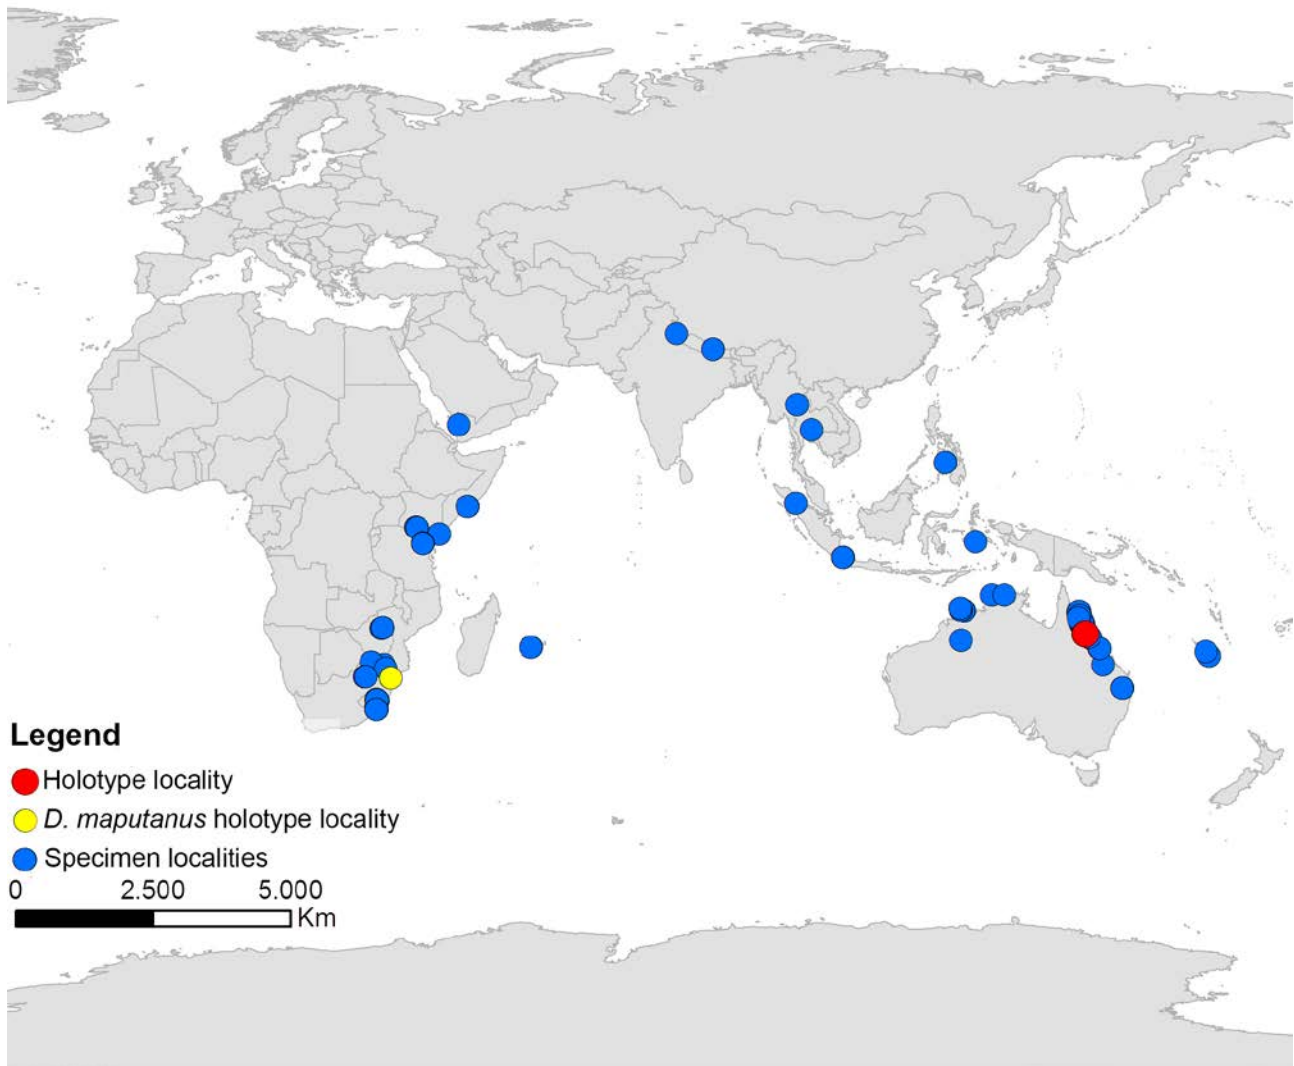 Legend
Holotype locality
D. maputanus holotype locality
Specimen localities
0 2.500 5.000
Km